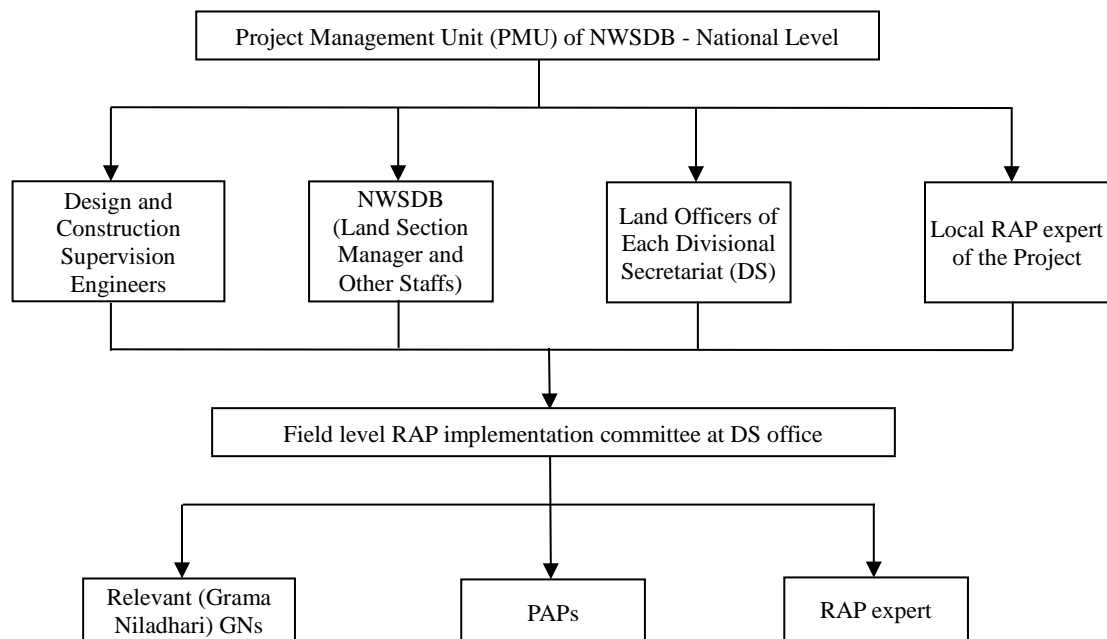 Project Management Unit (PMU) of NWSDB - National Level
Design and
Construction
Supervision
Engineers
NWSDB
(Land Section
Manager and
Other Staffs)
Land Officers of
Each Divisional
Secretariat (DS)
Local RAP expert
of the Project
Field level RAP implementation committee at DS office
Relevant (Grama
Niladhari) GNs
PAPs
RAP expert